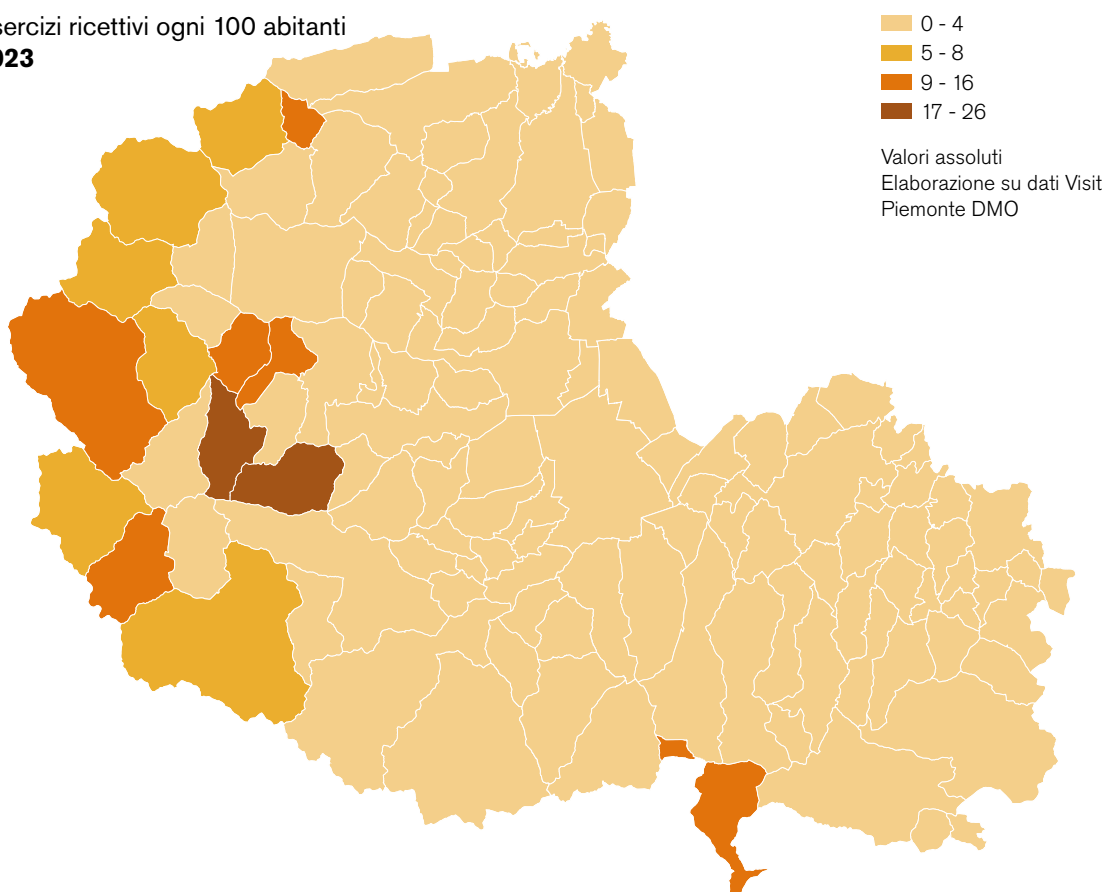 sercizi ricettivi ogni 100 abitanti
023
0 - 4
5 - 8
9 - 16
17 - 26
Valori assoluti
Elaborazione su dati Visit
Piemonte DMO